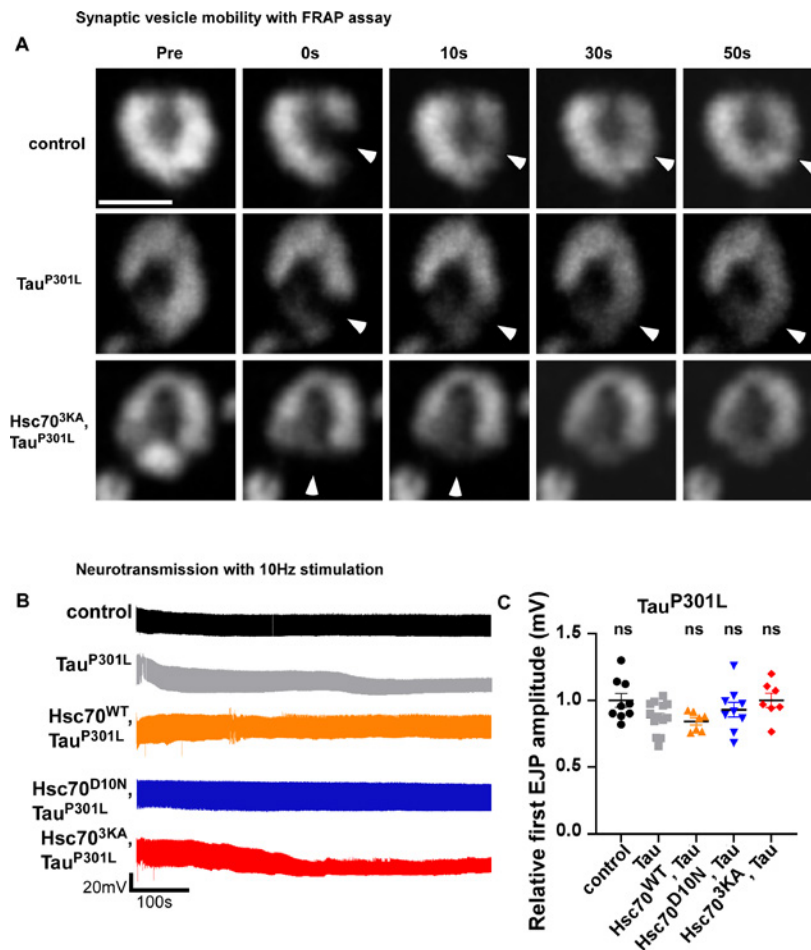 Synaptic vesicle mobility with FRAP assay
A
Pre 0s 10s 30s 50s
control
Tau^P301L
Hsc70^3KA,
Tau^P301L
Neurotransmission with 10Hz stimulation
B
control
Tau^P301L
Hsc70^WT,
Tau^P301L
Hsc70^D10N,
Tau^P301L
Hsc70^3KA,
Tau^P301L
20mV
100s
C
Tau^P301L
ns ns ns ns
Relative first EJP amplitude (mV)
1.5
1.0
0.5
0.0
control
Tau
Hsc70^WT, Tau
Hsc70^D10N, Tau
Hsc70^3KA, Tau